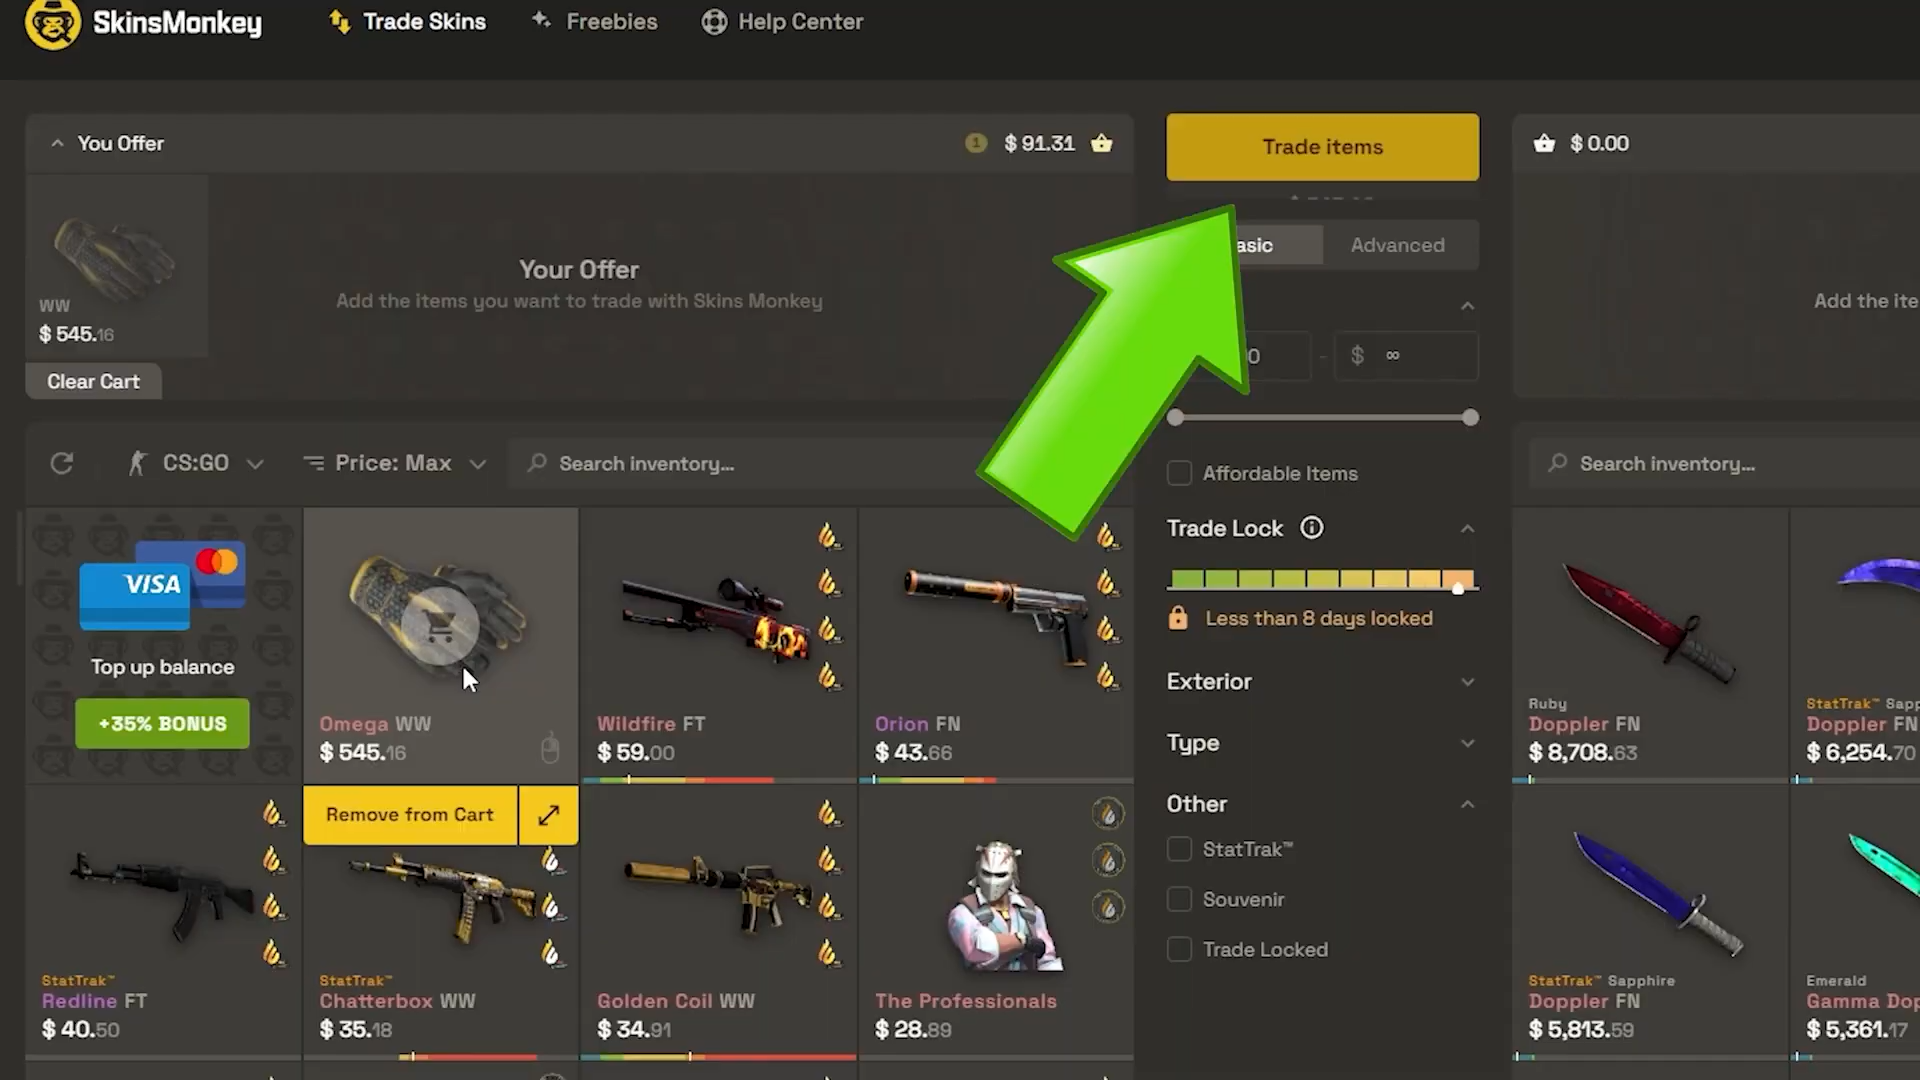 SkinsMonkey
Trade Skins
Freebies
Help Center
You Offer
1
$ 91.31
Trade items
$ 0.00
WW
$ 545.16
Your Offer
Add the items you want to trade with Skins Monkey
Clear Cart
Advanced
Add the ite
$ ∞
CS:GO
Price: Max
Search inventory...
Affordable Items
Search inventory...
Trade Lock
Less than 8 days locked
Exterior
Type
Other
StatTrak™
Souvenir
Trade Locked
VISA
Top up balance
+35% BONUS
Omega WW
$ 545.16
Remove from Cart
Wildfire FT
$ 59.00
Orion FN
$ 43.66
Ruby
Doppler FN
$ 8,708.63
StatTrak™ Sapp
Doppler FN
$ 6,254.70
StatTrak™
Redline FT
$ 40.50
StatTrak™
Chatterbox WW
$ 35.18
Golden Coil WW
$ 34.91
The Professionals
$ 28.89
StatTrak™ Sapphire
Doppler FN
$ 5,813.59
Emerald
Gamma Dop
$ 5,361.17